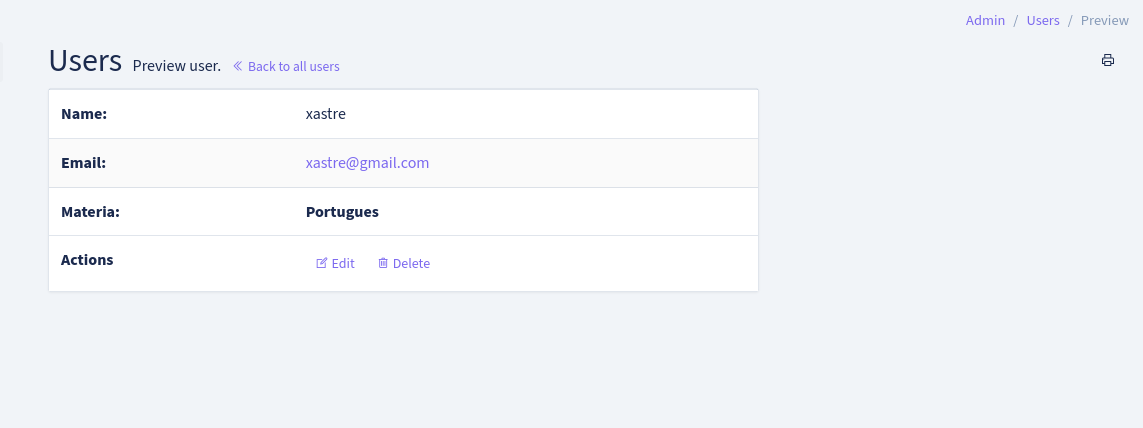 Admin / Users / Preview
Users Preview user. Back to all users
Name: xastre
Email: xastre@gmail.com
Materia: Portugues
Actions Edit Delete